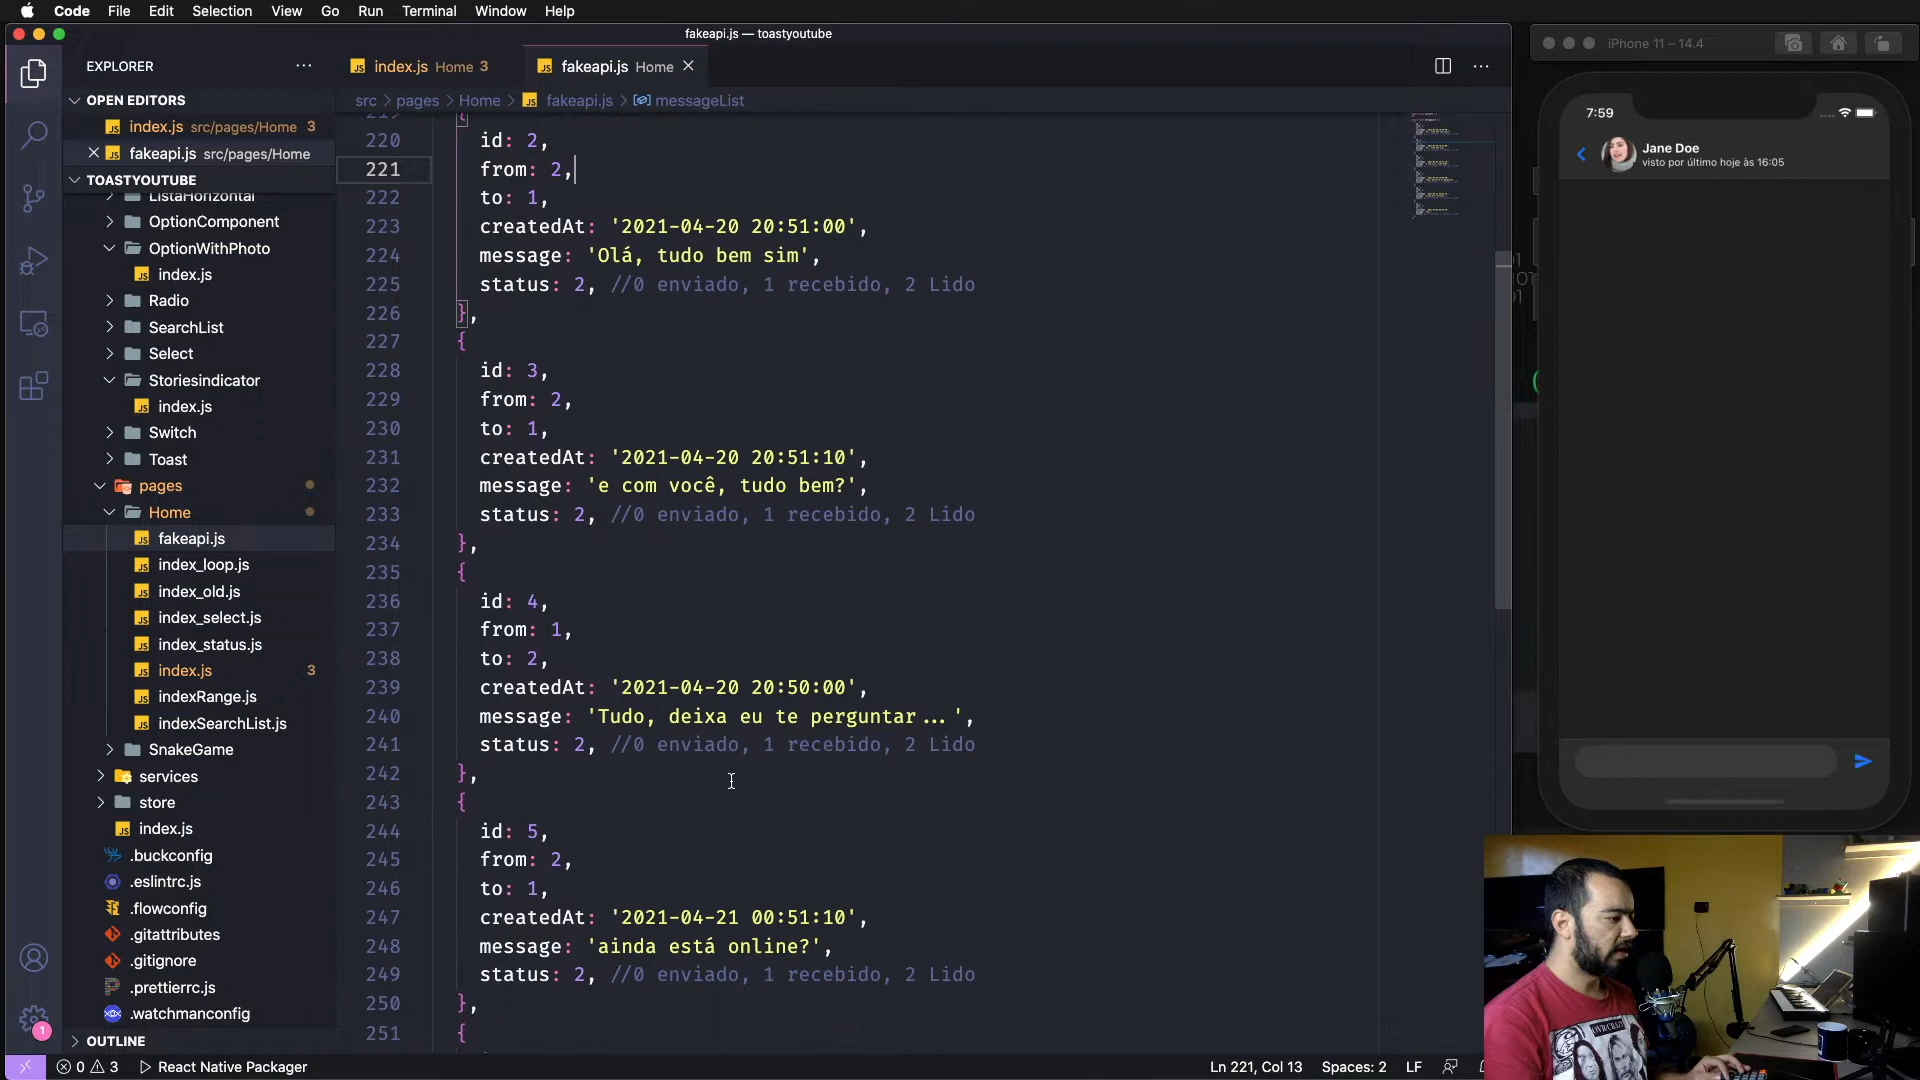 Code File Edit Selection View Go Run Terminal Window Help
fakeapi.js — toastyoutube
EXPLORER
OPEN EDITORS
index.js src/pages/Home 3
fakeapi.js src/pages/Home
TOASTYOUTUBE
ListaHorizontal
OptionComponent
OptionWithPhoto
index.js
Radio
SearchList
Select
Storiesindicator
index.js
Switch
Toast
pages
Home
fakeapi.js
index_loop.js
index_old.js
index_select.js
index_status.js
index.js 3
indexRange.js
indexSearchList.js
SnakeGame
services
store
index.js
.buckconfig
.eslintrc.js
.flowconfig
.gitattributes
.gitignore
.prettierrc.js
.watchmanconfig
OUTLINE
1
index.js Home 3
fakeapi.js Home
src > pages > Home > fakeapi.js > messageList
219 {
220 id: 2,
221 from: 2,
222 to: 1,
223 createdAt: '2021-04-20 20:51:00',
224 message: 'Olá, tudo bem sim',
225 status: 2, //0 enviado, 1 recebido, 2 Lido
226 },
227 {
228 id: 3,
229 from: 2,
230 to: 1,
231 createdAt: '2021-04-20 20:51:10',
232 message: 'e com você, tudo bem?',
233 status: 2, //0 enviado, 1 recebido, 2 Lido
234 },
235 {
236 id: 4,
237 from: 1,
238 to: 2,
239 createdAt: '2021-04-20 20:50:00',
240 message: 'Tudo, deixa eu te perguntar...',
241 status: 2, //0 enviado, 1 recebido, 2 Lido
242 },
243 {
244 id: 5,
245 from: 2,
246 to: 1,
247 createdAt: '2021-04-21 00:51:10',
248 message: 'ainda está online?',
249 status: 2, //0 enviado, 1 recebido, 2 Lido
250 },
251 {
0 3 React Native Packager
Ln 221, Col 13 Spaces: 2 LF
iPhone 11 – 14.4
7:59
Jane Doe
visto por último hoje às 16:05